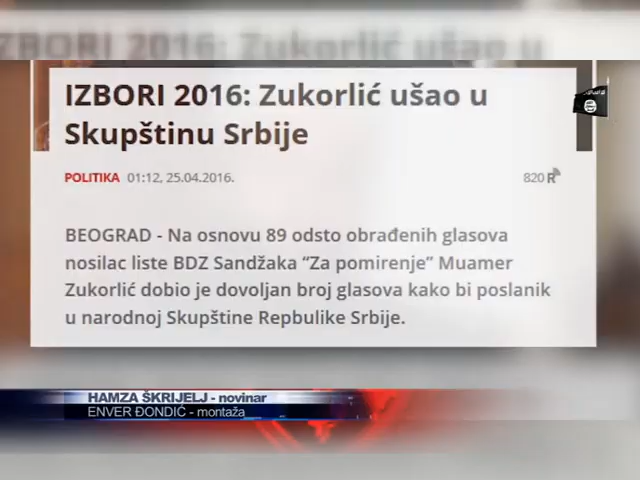 IZBORI 2016: Zukorlić ušao u
IZBORI 2016: Zukorlić ušao u
Skupštinu Srbije
POLITIKA 01:12, 25.04.2016.
820
BEOGRAD - Na osnovu 89 odsto obrađenih glasova
nosilac liste BDZ Sandžaka “Za pomirenje” Muamer
Zukorlić dobio je dovoljan broj glasova kako bi poslanik
u narodnoj Skupštine Repbulike Srbije.
HAMZA ŠKRIJELJ - novinar
ENVER ĐONDIĆ - montaža